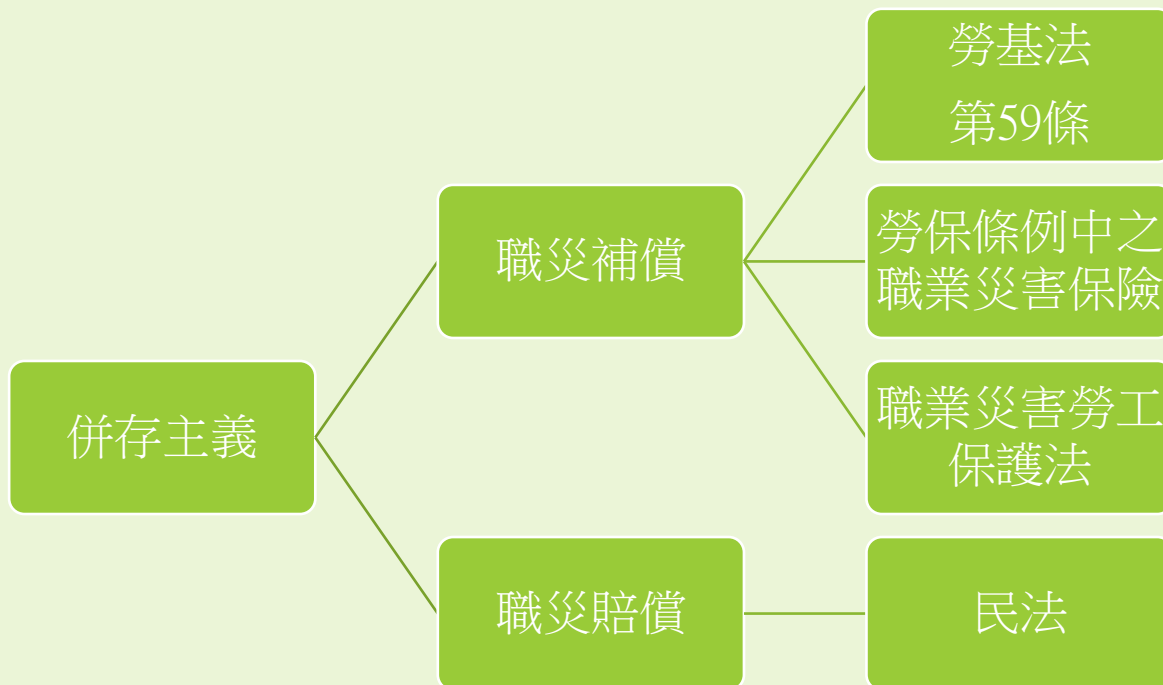 併存主義
職災補償
勞基法
第59條
勞保條例中之
職業災害保險
職業災害勞工
保護法
職災賠償
民法